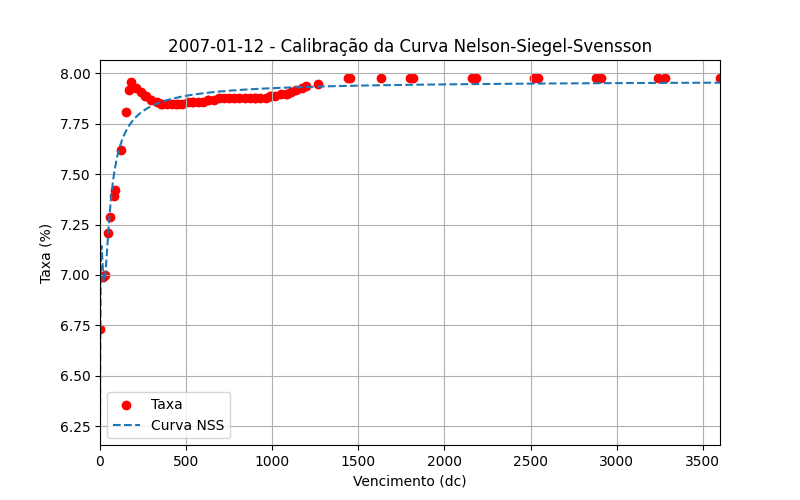 2007-01-12 - Calibração da Curva Nelson-Siegel-Svensson
Taxa (%)
8.00
7.75
7.50
7.25
7.00
6.75
6.50
6.25
Taxa
Curva NSS
0 500 1000 1500 2000 2500 3000 3500
Vencimento (dc)